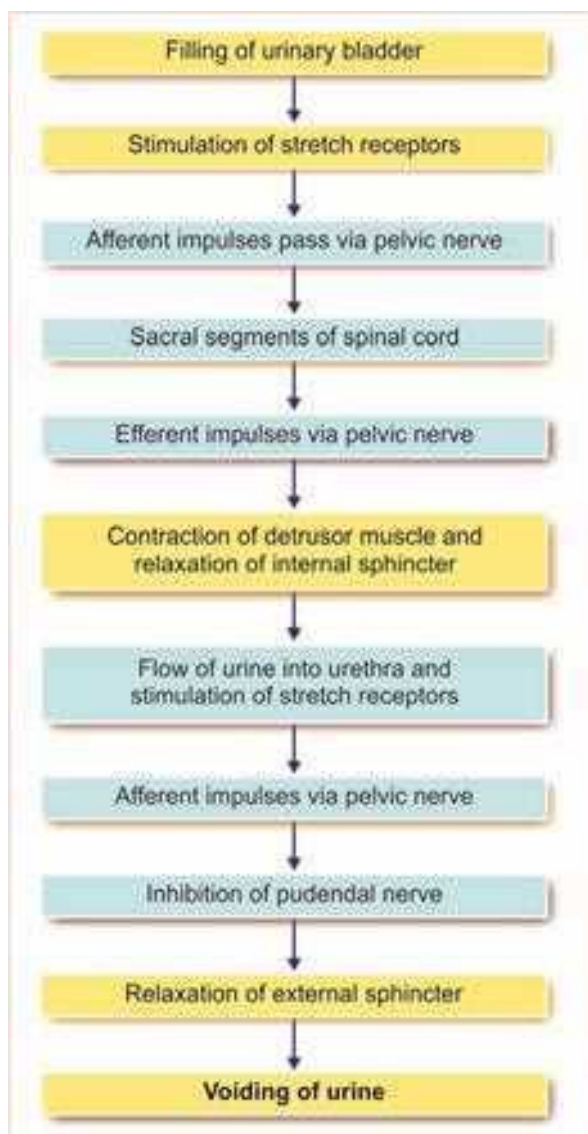 Filling of urinary bladder
Stimulation of stretch receptors
Afferent impulses pass via pelvic nerve
Sacral segments of spinal cord
Efferent impulses via pelvic nerve
Contraction of detrusor muscle and
relaxation of internal sphincter
Flow of urine into urethra and
stimulation of stretch receptors
Afferent impulses via pelvic nerve
Inhibition of pudendal nerve
Relaxation of external sphincter
Voiding of urine